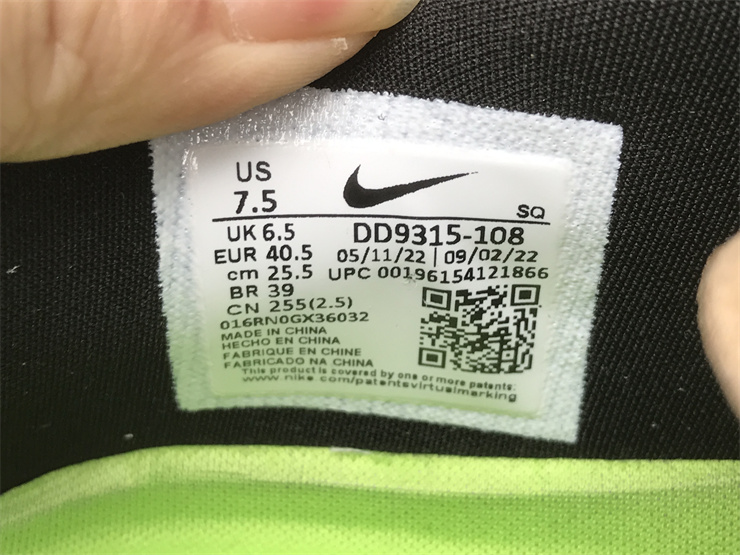 US
7.5
SQ
UK 6.5
DD9315-108
EUR 40.5
05/11/22 | 09/02/22
cm 25.5
UPC 00196154121866
BR 39
CN 255(2.5)
016RN0GX36032
MADE IN CHINA
HECHO EN CHINA
FABRIQUE EN CHINE
FABRICADO NA CHINA
This product is covered by one or more patents:
www.nike.com/patentsvirtualmarking